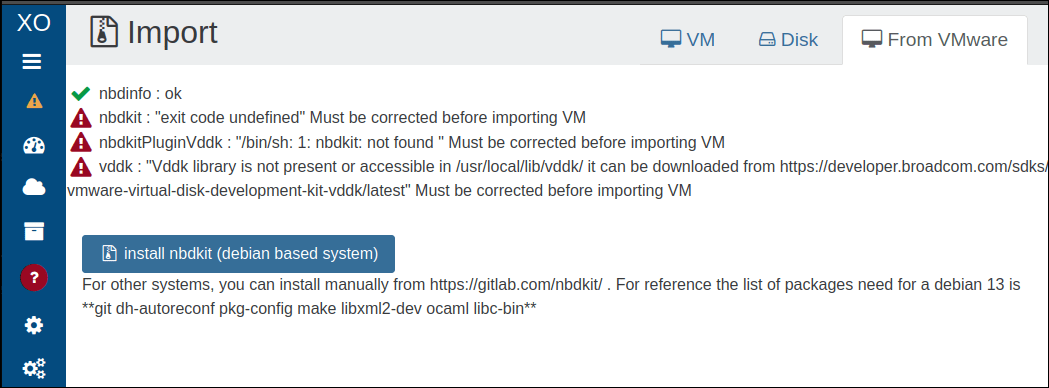 XO
Import
VM
Disk
From VMware
nbdinfo : ok
nbdkit : "exit code undefined" Must be corrected before importing VM
nbdkitPluginVddk : "/bin/sh: 1: nbdkit: not found " Must be corrected before importing VM
vddk : "Vddk library is not present or accessible in /usr/local/lib/vddk/ it can be downloaded from https://developer.broadcom.com/sdks/
vmware-virtual-disk-development-kit-vddk/latest" Must be corrected before importing VM
install nbdkit (debian based system)
For other systems, you can install manually from https://gitlab.com/nbdkit/ . For reference the list of packages need for a debian 13 is
**git dh-autoreconf pkg-config make libxml2-dev ocaml libc-bin**